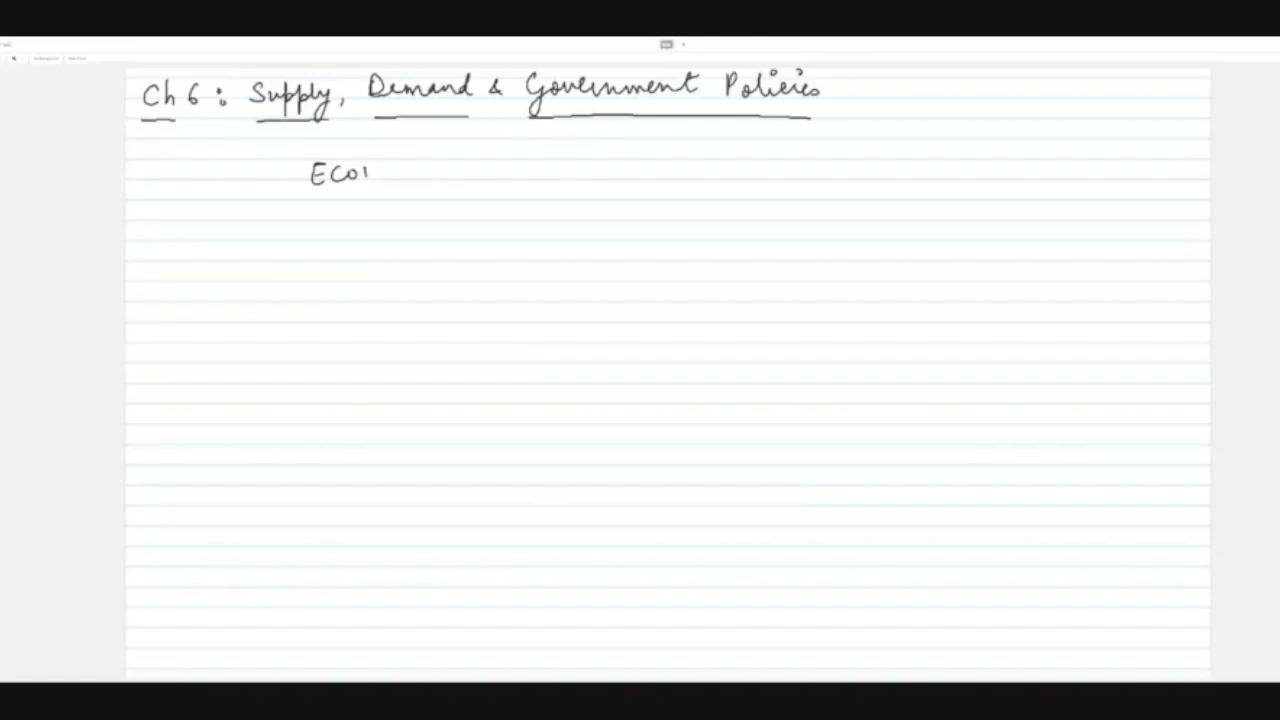 Ch 6 : Supply, Demand & Government Policies
ECO